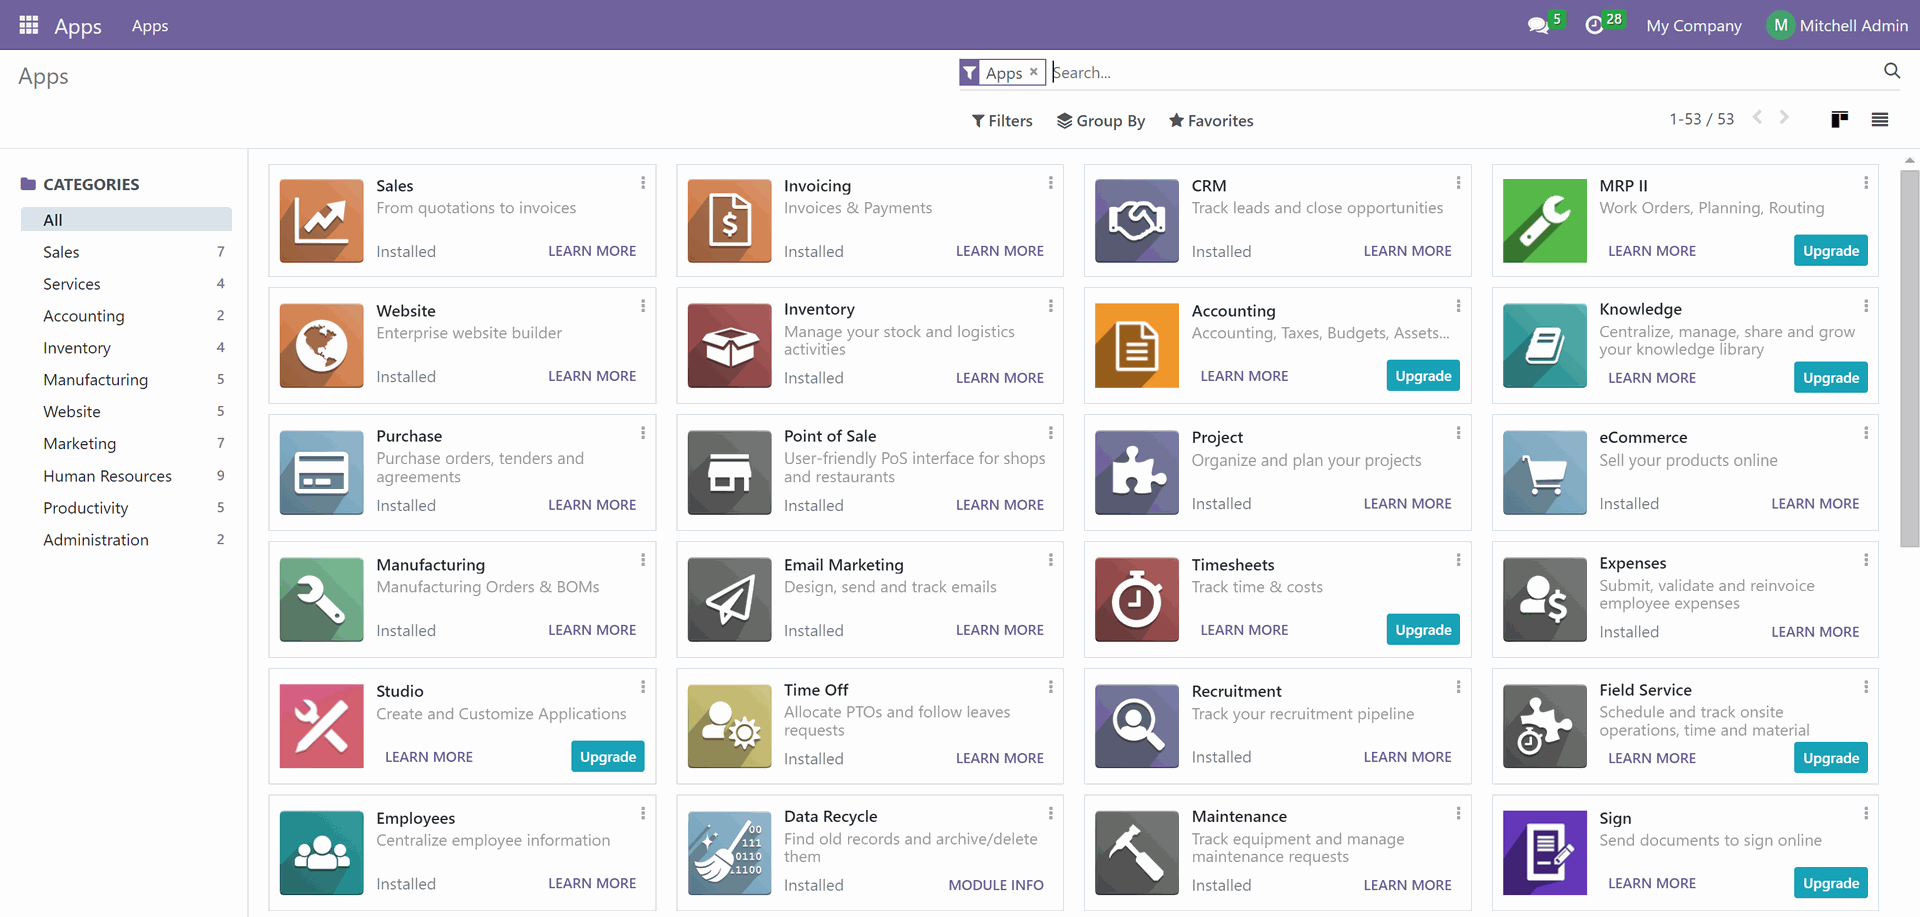 Apps
Apps
5
28
My Company
M
Mitchell Admin
Apps
Apps ×
Search...
Filters
Group By
Favorites
1-53 / 53
CATEGORIES
All
Sales 7
Services 4
Accounting 2
Inventory 4
Manufacturing 5
Website 5
Marketing 7
Human Resources 9
Productivity 5
Administration 2
Sales
From quotations to invoices
Installed
LEARN MORE
Invoicing
Invoices & Payments
Installed
LEARN MORE
CRM
Track leads and close opportunities
Installed
LEARN MORE
MRP II
Work Orders, Planning, Routing
LEARN MORE
Upgrade
Website
Enterprise website builder
Installed
LEARN MORE
Inventory
Manage your stock and logistics
activities
Installed
LEARN MORE
Accounting
Accounting, Taxes, Budgets, Assets...
LEARN MORE
Upgrade
Knowledge
Centralize, manage, share and grow
your knowledge library
LEARN MORE
Upgrade
Purchase
Purchase orders, tenders and
agreements
Installed
LEARN MORE
Point of Sale
User-friendly PoS interface for shops
and restaurants
Installed
LEARN MORE
Project
Organize and plan your projects
Installed
LEARN MORE
eCommerce
Sell your products online
Installed
LEARN MORE
Manufacturing
Manufacturing Orders & BOMs
Installed
LEARN MORE
Email Marketing
Design, send and track emails
Installed
LEARN MORE
Timesheets
Track time & costs
LEARN MORE
Upgrade
Expenses
Submit, validate and reinvoice
employee expenses
Installed
LEARN MORE
Studio
Create and Customize Applications
LEARN MORE
Upgrade
Time Off
Allocate PTOs and follow leaves
requests
Installed
LEARN MORE
Recruitment
Track your recruitment pipeline
Installed
LEARN MORE
Field Service
Schedule and track onsite
operations, time and material
LEARN MORE
Upgrade
Employees
Centralize employee information
Installed
LEARN MORE
00
111
0110
11100
Data Recycle
Find old records and archive/delete
them
Installed
MODULE INFO
Maintenance
Track equipment and manage
maintenance requests
Installed
LEARN MORE
Sign
Send documents to sign online
LEARN MORE
Upgrade